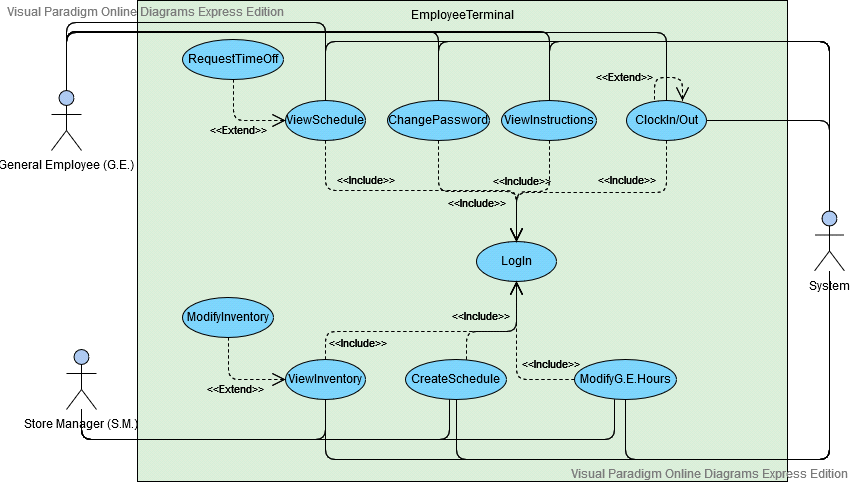 Visual Paradigm Online Diagrams Express Edition
EmployeeTerminal
RequestTimeOff
<<Extend>>
<<Extend>>
ViewSchedule
ChangePassword
ViewInstructions
ClockIn/Out
General Employee (G.E.)
<<Include>>
<<Include>>
<<Include>>
<<Include>>
LogIn
System
ModifyInventory
<<Include>>
<<Include>>
<<Include>>
ViewInventory
CreateSchedule
ModifyG.E.Hours
<<Extend>>
Store Manager (S.M.)
Visual Paradigm Online Diagrams Express Edition